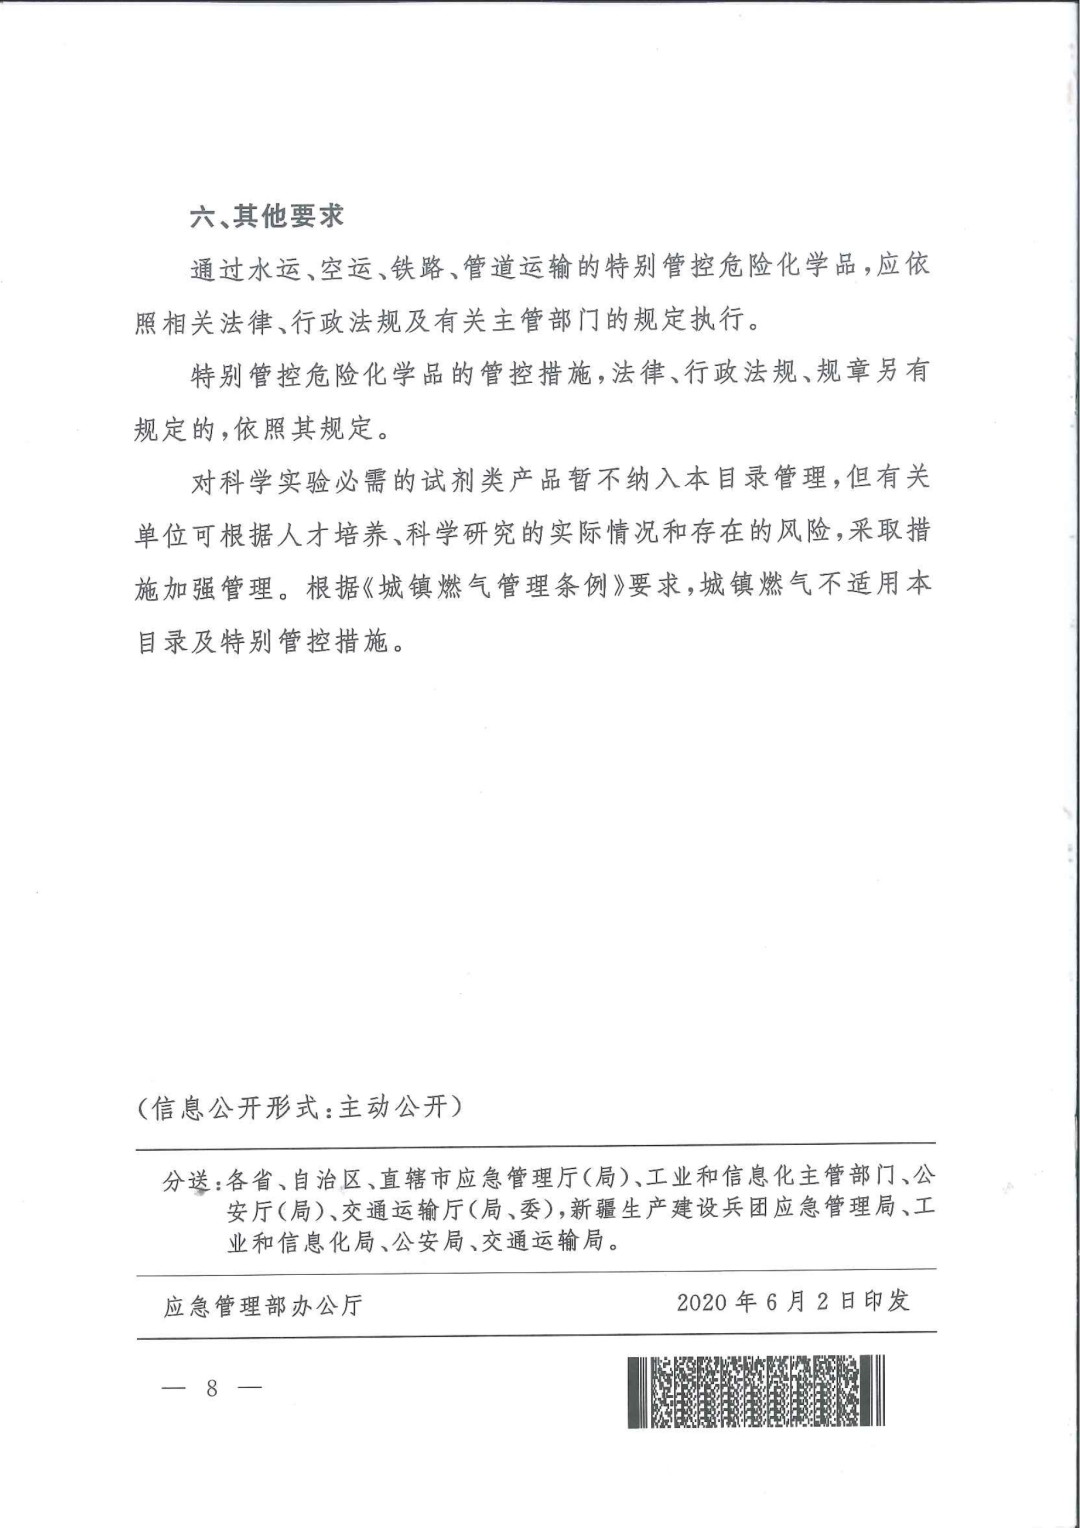 六、其他要求
通过水运、空运、铁路、管道运输的特别管控危险化学品,应依
照相关法律、行政法规及有关主管部门的规定执行。
特别管控危险化学品的管控措施,法律、行政法规、规章另有
规定的,依照其规定。
对科学实验必需的试剂类产品暂不纳入本目录管理,但有关
单位可根据人才培养、科学研究的实际情况和存在的风险,采取措
施加强管理。根据《城镇燃气管理条例》要求,城镇燃气不适用本
目录及特别管控措施。
(信息公开形式:主动公开)
分送:各省、自治区、直辖市应急管理厅(局)、工业和信息化主管部门、公
安厅(局)、交通运输厅(局、委),新疆生产建设兵团应急管理局、工
业和信息化局、公安局、交通运输局。
应急管理部办公厅 2020年6月2日印发
— 8 —